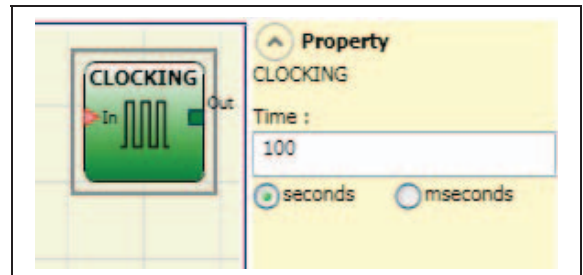 CLOCKING
In
Out
Property
CLOCKING
Time :
100
seconds mseconds